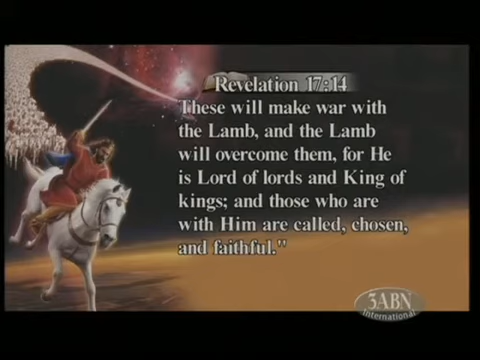 Revelation 17:14
These will make war with
the Lamb, and the Lamb
will overcome them, for He
is Lord of lords and King of
kings; and those who are
with Him are called, chosen,
and faithful."
3ABN
International